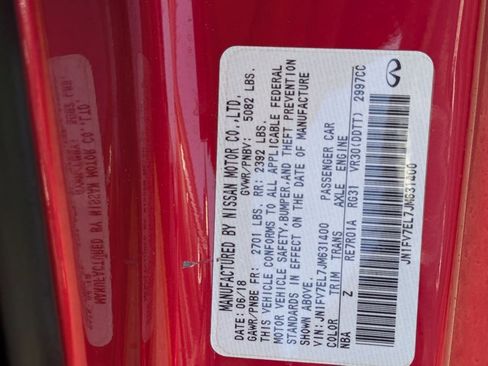 MANUFACTURED BY NISSAN MOTOR CO.,LTD.
DATE: 06/18 GVWR/PNBV: 5082 LBS.
GAWR/PNBE FR: 2701 LBS. RR: 2392 LBS.
THIS VEHICLE CONFORMS TO ALL APPLICABLE FEDERAL
MOTOR VEHICLE SAFETY,BUMPER,AND THEFT PREVENTION
STANDARDS IN EFFECT ON THE DATE OF MANUFACTURE
SHOWN ABOVE.
VIN: JN1FV7EL7JM631400 PASSENGER CAR
COLOR TRIM TRANS AXLE ENGINE
NBA Z RE7R01A RG31 VR30(DDTT) 2997CC
JN1FV7EL7JM631400